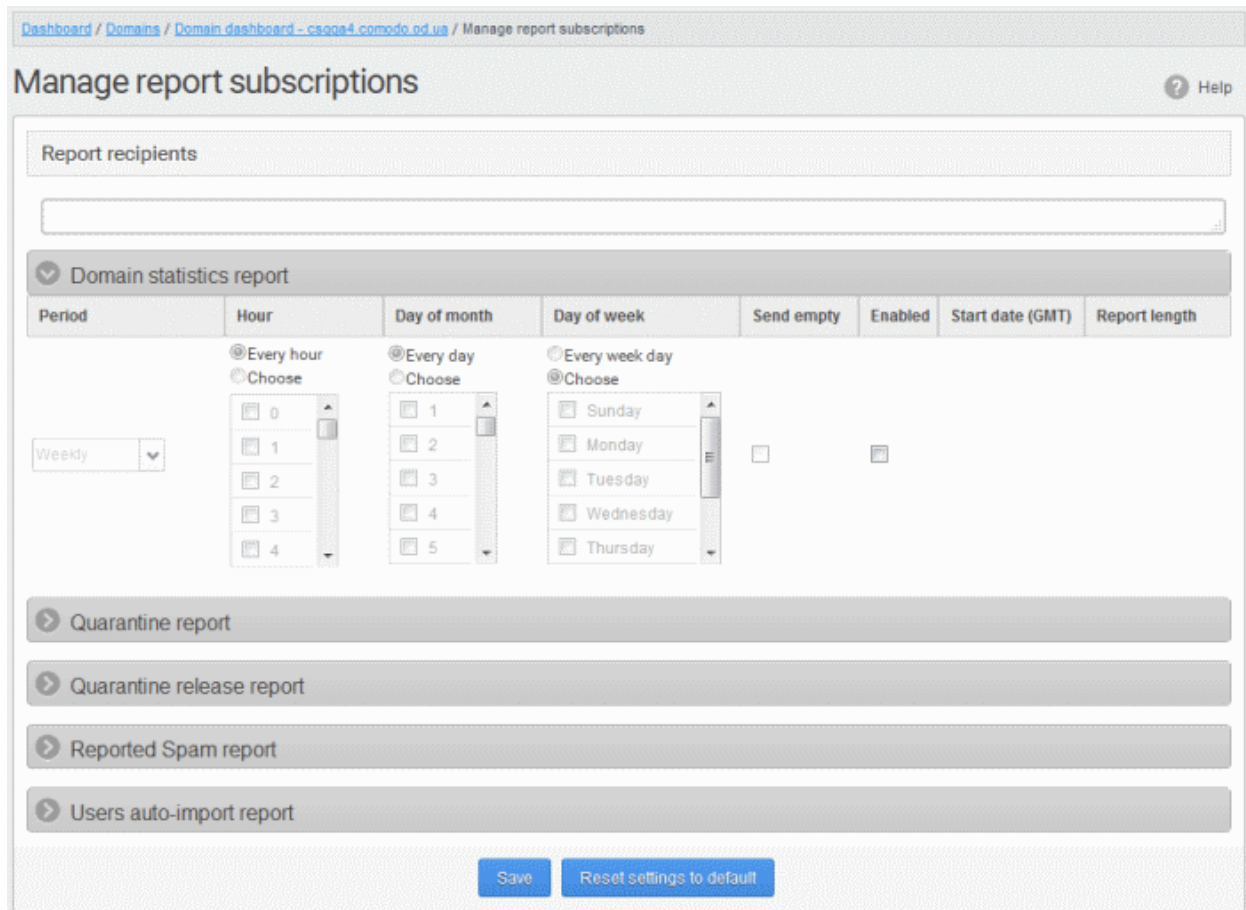 Dashboard / Domains / Domain dashboard - csoqa4.comodo.od.ua / Manage report subscriptions
Manage report subscriptions
Help
Report recipients
Domain statistics report
Period Hour Day of month Day of week Send empty Enabled Start date (GMT) Report length
Every hour Every day Every week day
Choose Choose Choose
0 1 Sunday
1 2 Monday
Weekly
2 3 Tuesday
3 4 Wednesday
4 5 Thursday
Quarantine report
Quarantine release report
Reported Spam report
Users auto-import report
Save Reset settings to default